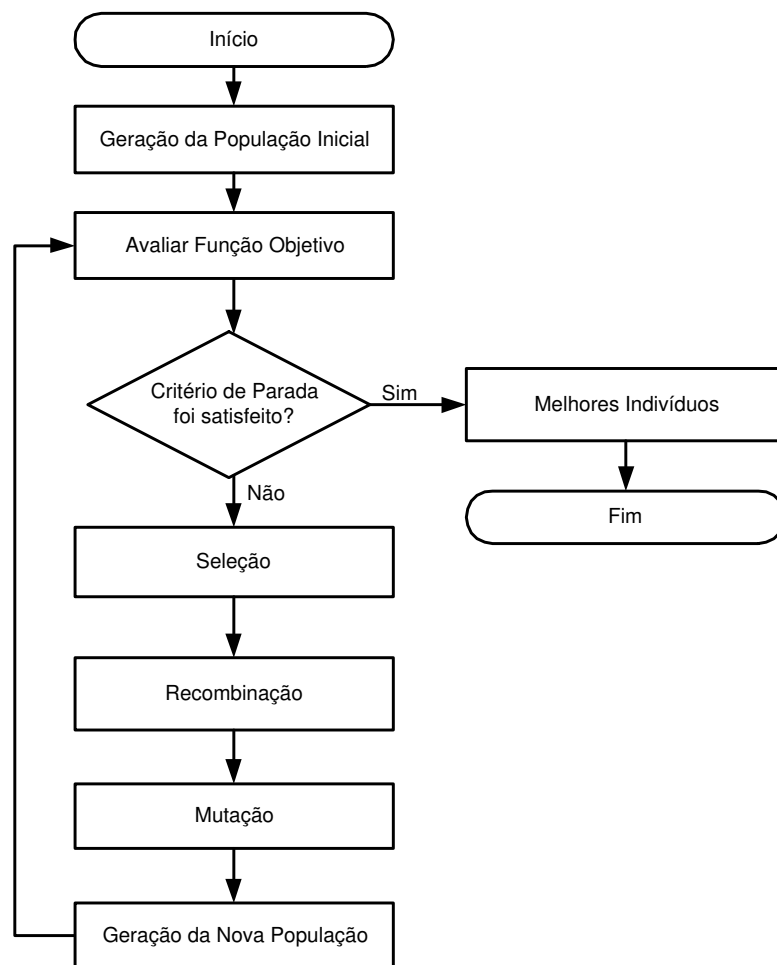 Início
Geração da População Inicial
Avaliar Função Objetivo
Critério de Parada
foi satisfeito?
Sim
Melhores Indivíduos
Não
Fim
Seleção
Recombinação
Mutação
Geração da Nova População